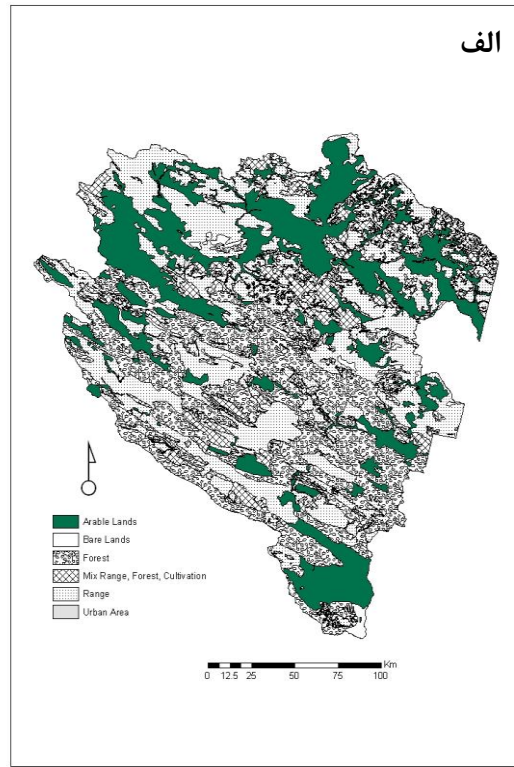 الف
Arable Lands
Bare Lands
Forest
Mix Range, Forest, Cultivation
Range
Urban Area
Km
0 12.5 25 50 75 100